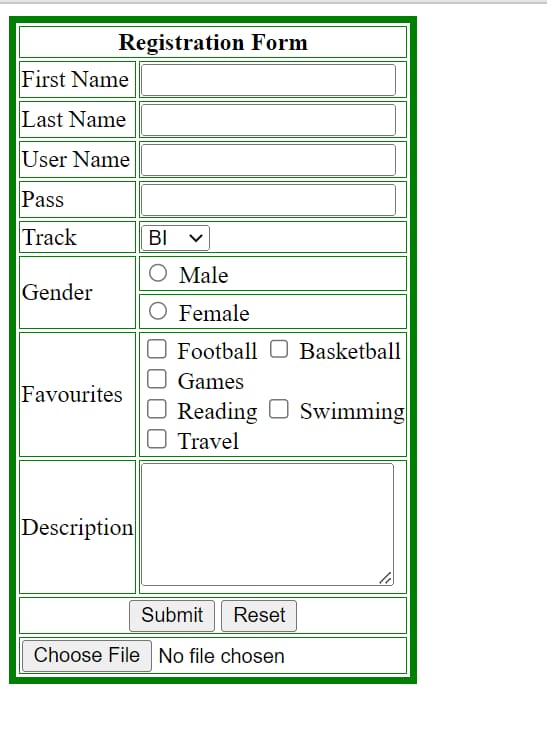 Registration Form
First Name
Last Name
User Name
Pass
Track BI
Gender
Male
Female
Favourites
Football Basketball
Games
Reading Swimming
Travel
Description
Submit Reset
Choose File No file chosen